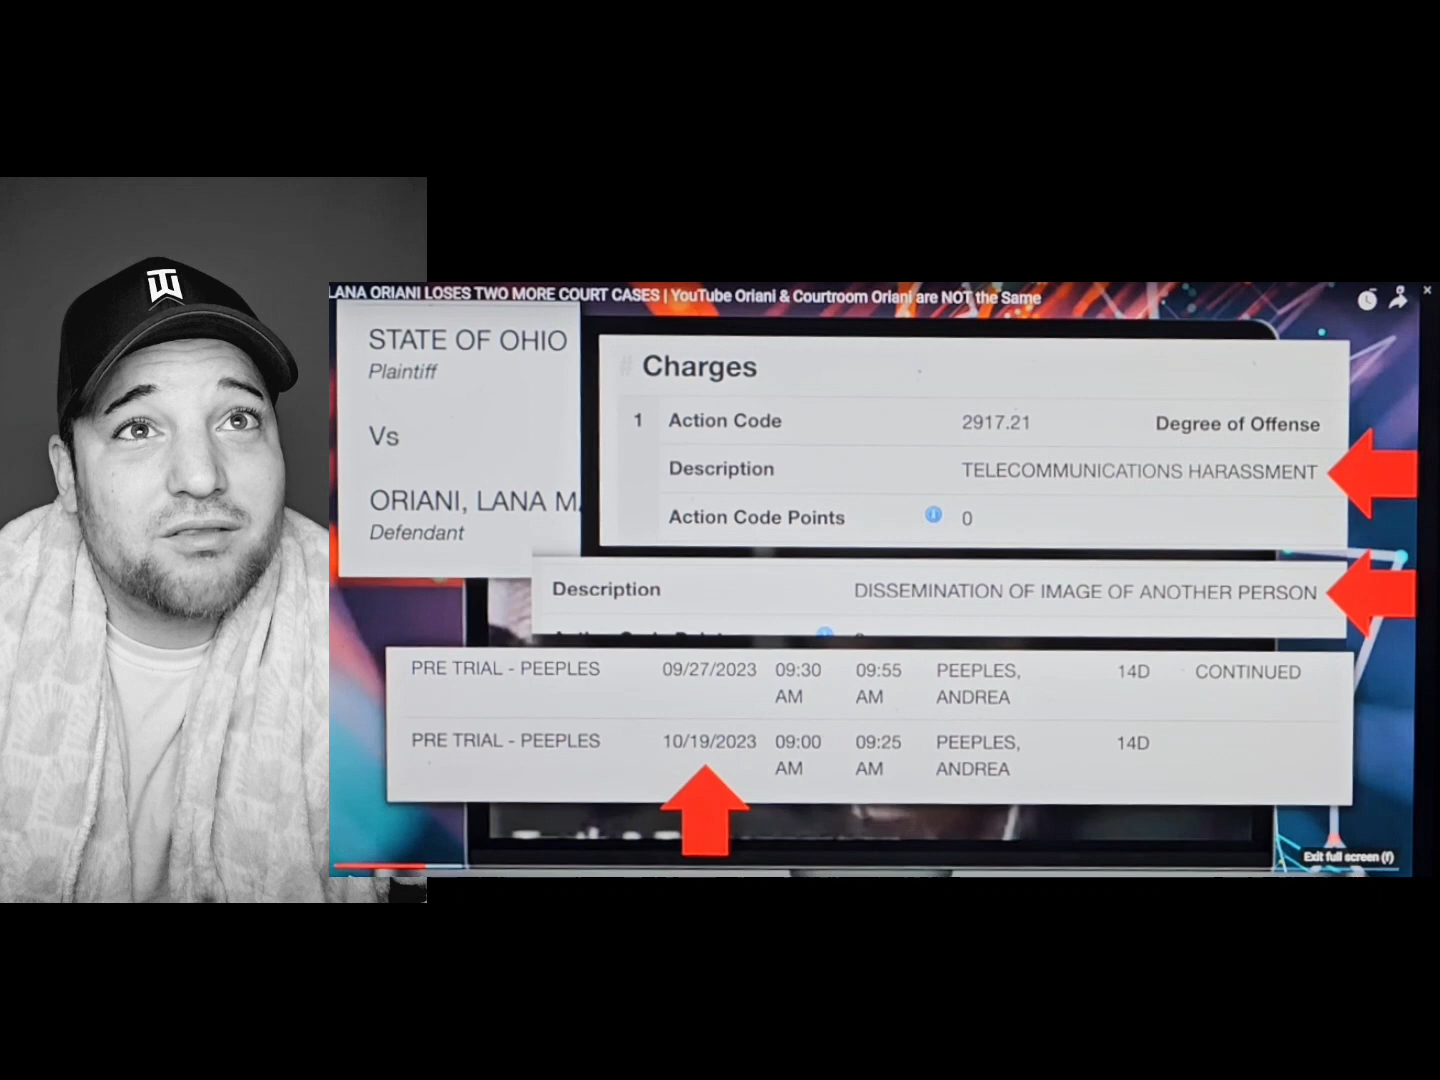 TW
LANA ORIANI LOSES TWO MORE COURT CASES | YouTube Oriani & Courtroom Oriani are NOT the Same
STATE OF OHIO
Plaintiff
Vs
ORIANI, LANA
Defendant
# Charges
1 Action Code 2917.21 Degree of Offense
Description TELECOMMUNICATIONS HARASSMENT
Action Code Points 0
Description DISSEMINATION OF IMAGE OF ANOTHER PERSON
PRE TRIAL - PEEPLES 09/27/2023 09:30 AM 09:55 AM PEEPLES, ANDREA 14D CONTINUED
PRE TRIAL - PEEPLES 10/19/2023 09:00 AM 09:25 AM PEEPLES, ANDREA 14D
Exit full screen (f)